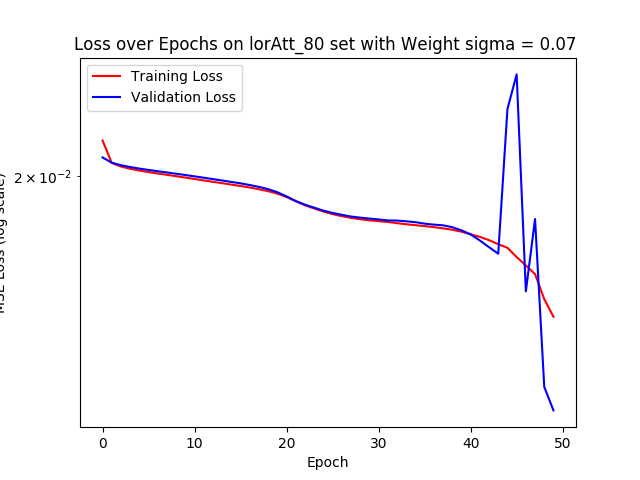 Loss over Epochs on lorAtt_80 set with Weight sigma = 0.07
Training Loss
Validation Loss
2 × 10⁻²
MSE Loss (log scale)
0 10 20 30 40 50
Epoch